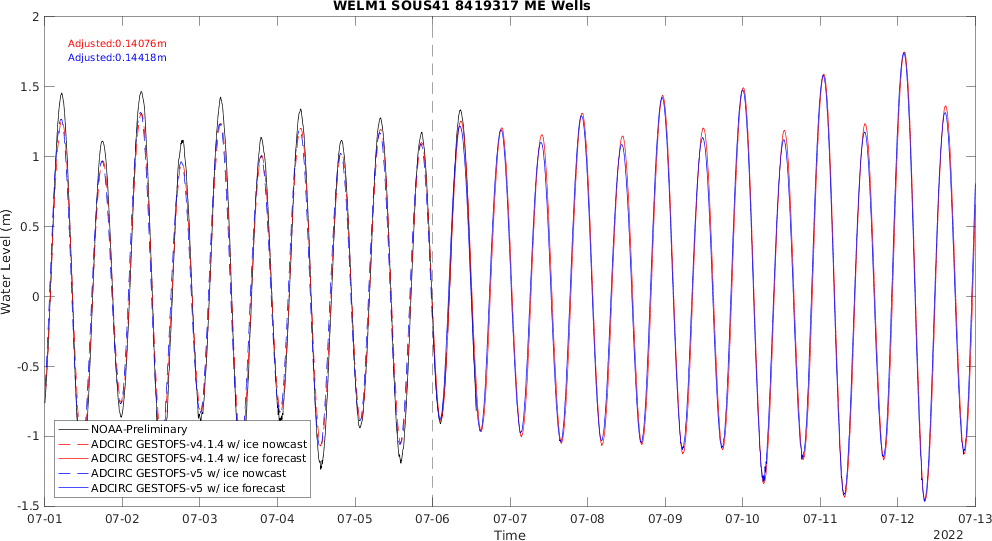 WELM1 SOUS41 8419317 ME Wells
Adjusted:0.14076m
Adjusted:0.14418m
2
1.5
1
0.5
0
-0.5
-1
-1.5
Water Level (m)
NOAA-Preliminary
ADCIRC GESTOFS-v4.1.4 w/ ice nowcast
ADCIRC GESTOFS-v4.1.4 w/ ice forecast
ADCIRC GESTOFS-v5 w/ ice nowcast
ADCIRC GESTOFS-v5 w/ ice forecast
07-01 07-02 07-03 07-04 07-05 07-06 07-07 07-08 07-09 07-10 07-11 07-12 07-13
Time
2022